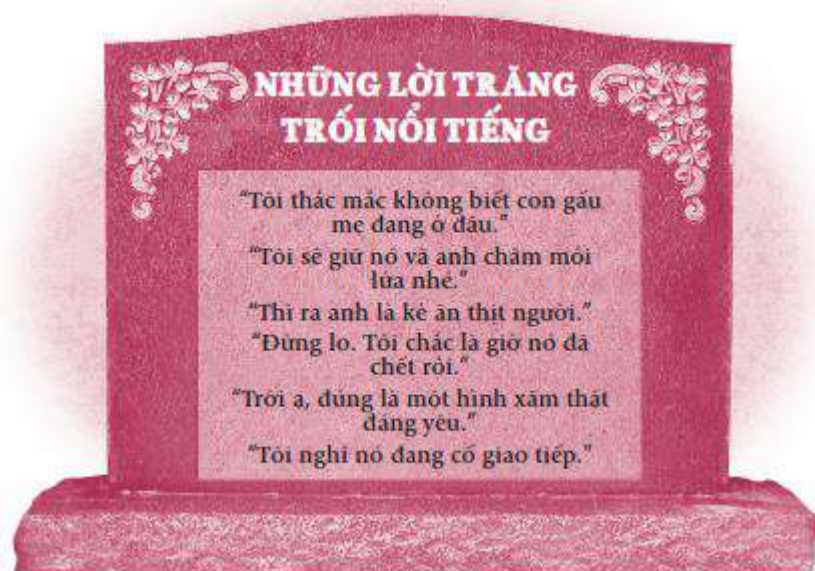 NHỮNG LỜI TRĂNG
TRỐI NỔI TIẾNG
“Tôi thắc mắc không biết con gấu
mẹ đang ở đâu.”
“Tôi sẽ giữ nó và anh châm mồi
lửa nhé.”
“Thì ra anh là kẻ ăn thịt người.”
“Đừng lo. Tôi chắc là giờ nó đã
chết rồi.”
“Trời ạ, đúng là một hình xăm thật
đáng yêu.”
“Tôi nghĩ nó đang cố giao tiếp.”